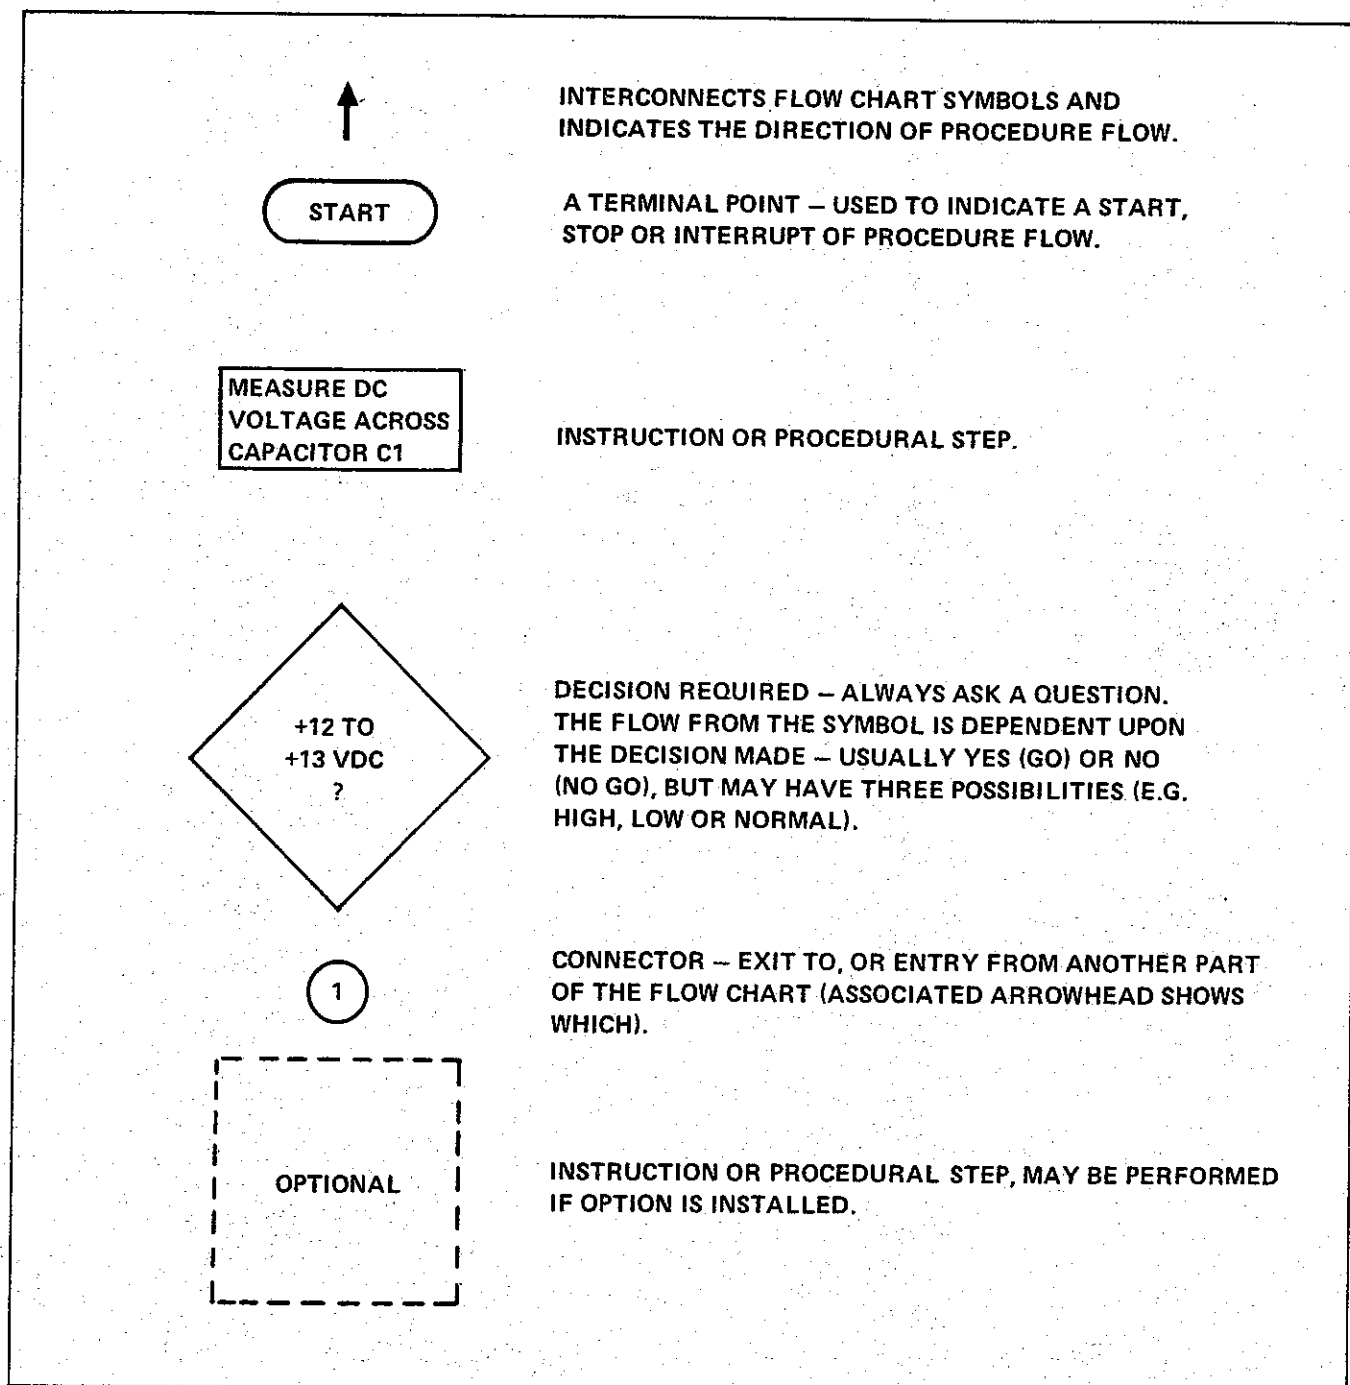 INTERCONNECTS FLOW CHART SYMBOLS AND
INDICATES THE DIRECTION OF PROCEDURE FLOW.
START
A TERMINAL POINT – USED TO INDICATE A START,
STOP OR INTERRUPT OF PROCEDURE FLOW.
MEASURE DC
VOLTAGE ACROSS
CAPACITOR C1
INSTRUCTION OR PROCEDURAL STEP.
+12 TO
+13 VDC
?
DECISION REQUIRED – ALWAYS ASK A QUESTION.
THE FLOW FROM THE SYMBOL IS DEPENDENT UPON
THE DECISION MADE – USUALLY YES (GO) OR NO
(NO GO), BUT MAY HAVE THREE POSSIBILITIES (E.G.
HIGH, LOW OR NORMAL).
1
CONNECTOR – EXIT TO, OR ENTRY FROM ANOTHER PART
OF THE FLOW CHART (ASSOCIATED ARROWHEAD SHOWS
WHICH).
OPTIONAL
INSTRUCTION OR PROCEDURAL STEP, MAY BE PERFORMED
IF OPTION IS INSTALLED.